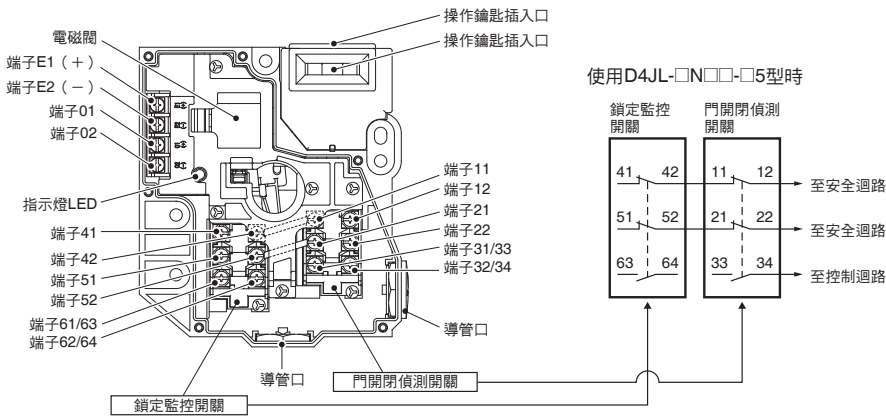 電磁閥
端子E1（＋）
端子E2（－）
端子01
端子02
指示燈LED
端子41
端子42
端子51
端子52
端子61/63
端子62/64
鎖定監控開關
導管口
門開閉偵測開關
導管口
操作鑰匙插入口
操作鑰匙插入口
端子11
端子12
端子21
端子22
端子31/33
端子32/34
使用D4JL-□N□□-□5型時
鎖定監控
開關
門開閉偵測
開關
41 42 11 12 至安全迴路
51 52 21 22 至安全迴路
63 64 33 34 至控制迴路